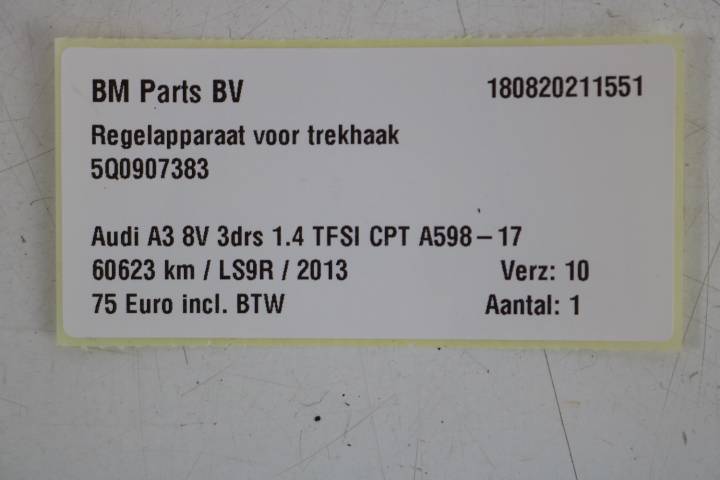 BM Parts BV 180820211551
Regelapparaat voor trekhaak
5Q0907383
Audi A3 8V 3drs 1.4 TFSI CPT A598-17
60623 km / LS9R / 2013 Verz: 10
75 Euro incl. BTW Aantal: 1